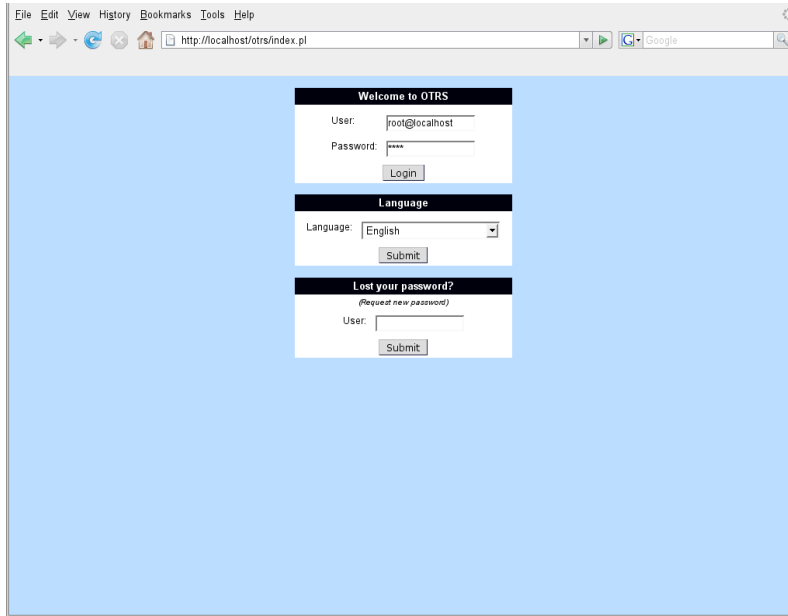 File Edit View History Bookmarks Tools Help
http://localhost/otrs/index.pl
G
Google
Welcome to OTRS
User: root@localhost
Password: ****
Login
Language
Language: English
Submit
Lost your password?
(Request new password)
User:
Submit